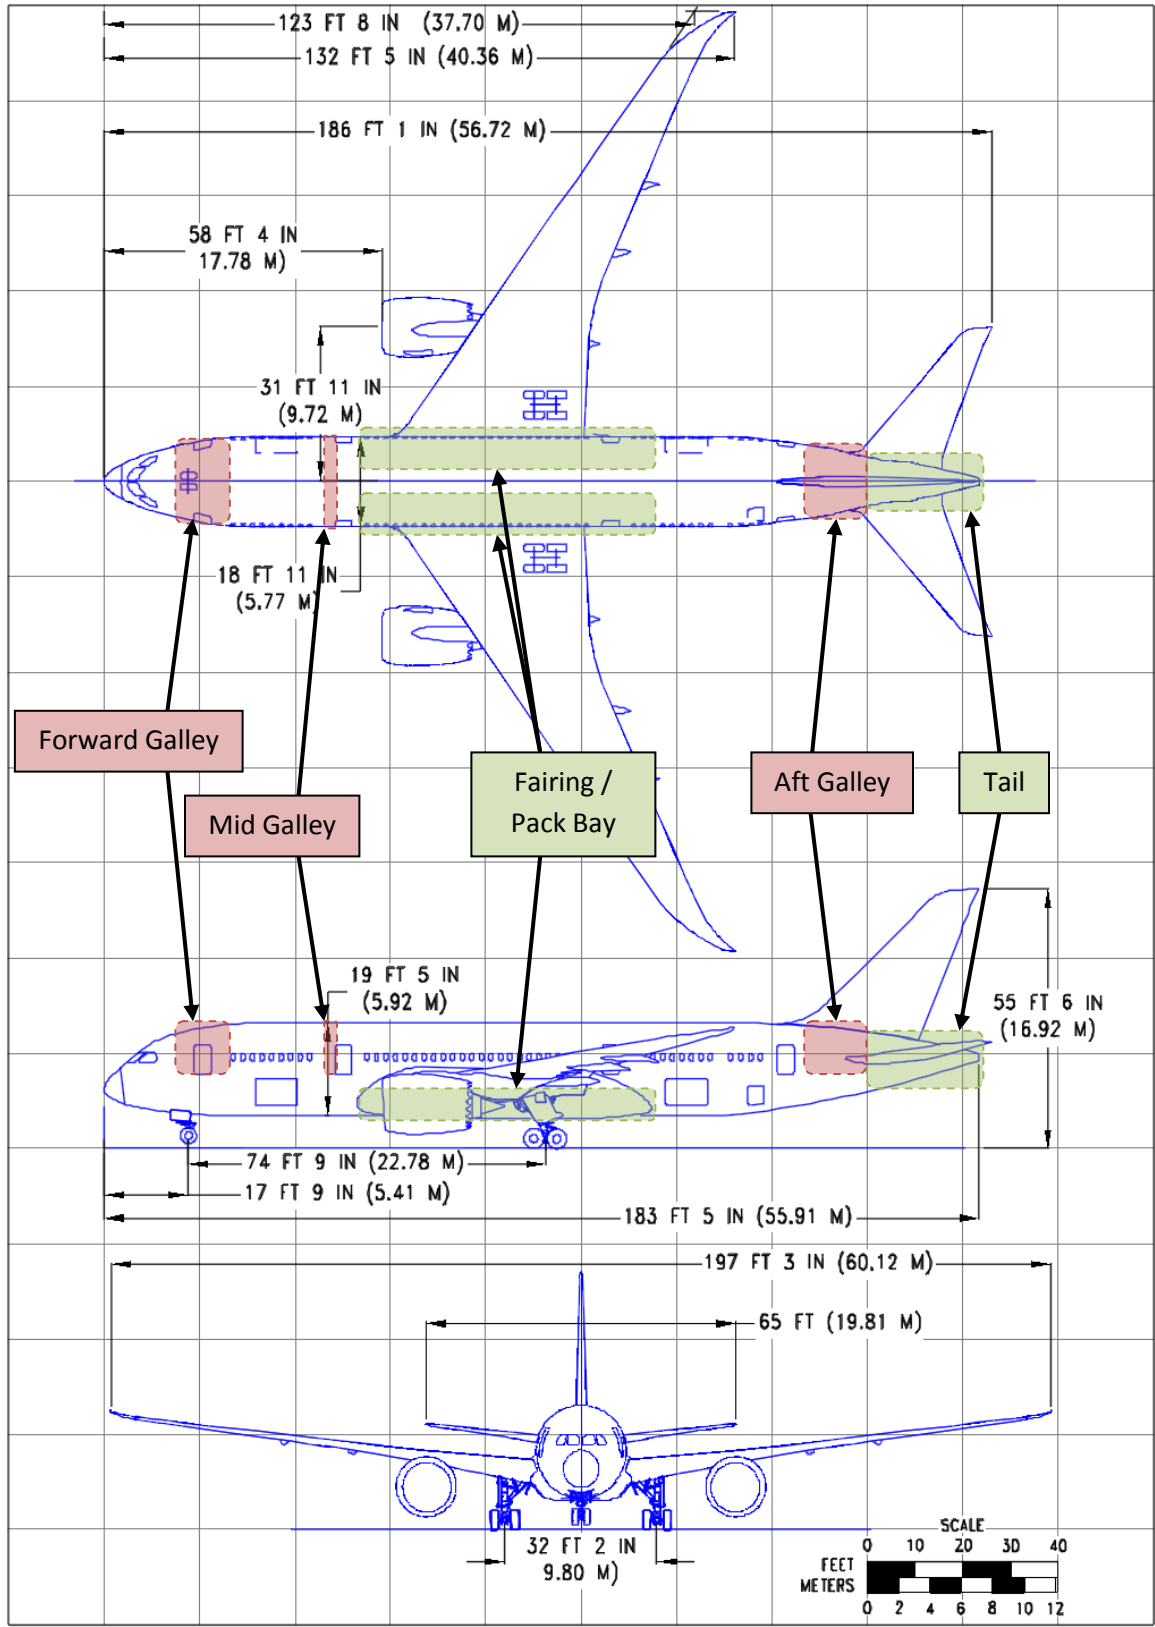 123 FT 8 IN (37.70 M)
132 FT 5 IN (40.36 M)
186 FT 1 IN (56.72 M)
58 FT 4 IN
17.78 M)
31 FT 11 IN
(9.72 M)
18 FT 11 IN
(5.77 M)
Forward Galley
Mid Galley
Fairing /
Pack Bay
Aft Galley
Tail
19 FT 5 IN
(5.92 M)
55 FT 6 IN
(16.92 M)
74 FT 9 IN (22.78 M)
17 FT 9 IN (5.41 M)
183 FT 5 IN (55.91 M)
197 FT 3 IN (60.12 M)
65 FT (19.81 M)
32 FT 2 IN
9.80 M)
SCALE
0 10 20 30 40
FEET
METERS
0 2 4 6 8 10 12